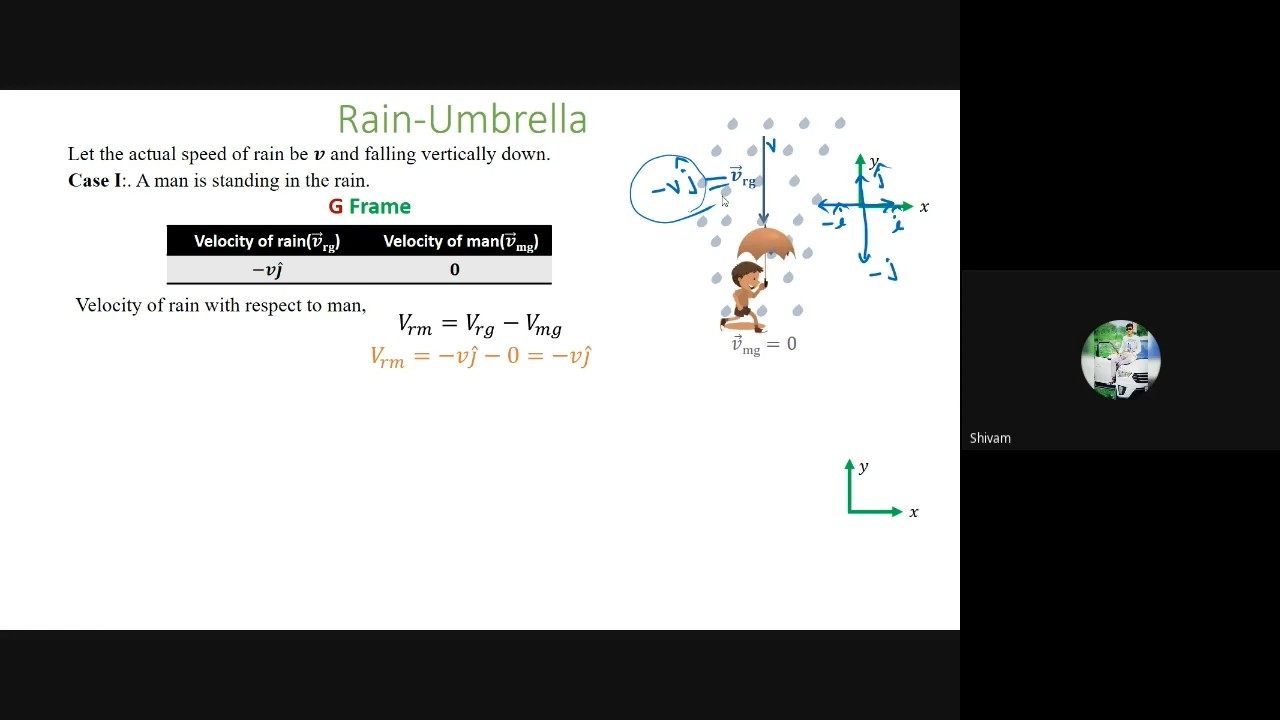 Rain-Umbrella
Let the actual speed of rain be v and falling vertically down.
Case I:. A man is standing in the rain.
G Frame
Velocity of rain(v⃗rg) Velocity of man(v⃗mg)
−vĵ 0
Velocity of rain with respect to man,
Vrm = Vrg − Vmg
Vrm = −vĵ − 0 = −vĵ
v
−vĵ = v⃗rg
v⃗mg = 0
y
ĵ
x
−i
i
−j
y
x
Shivam